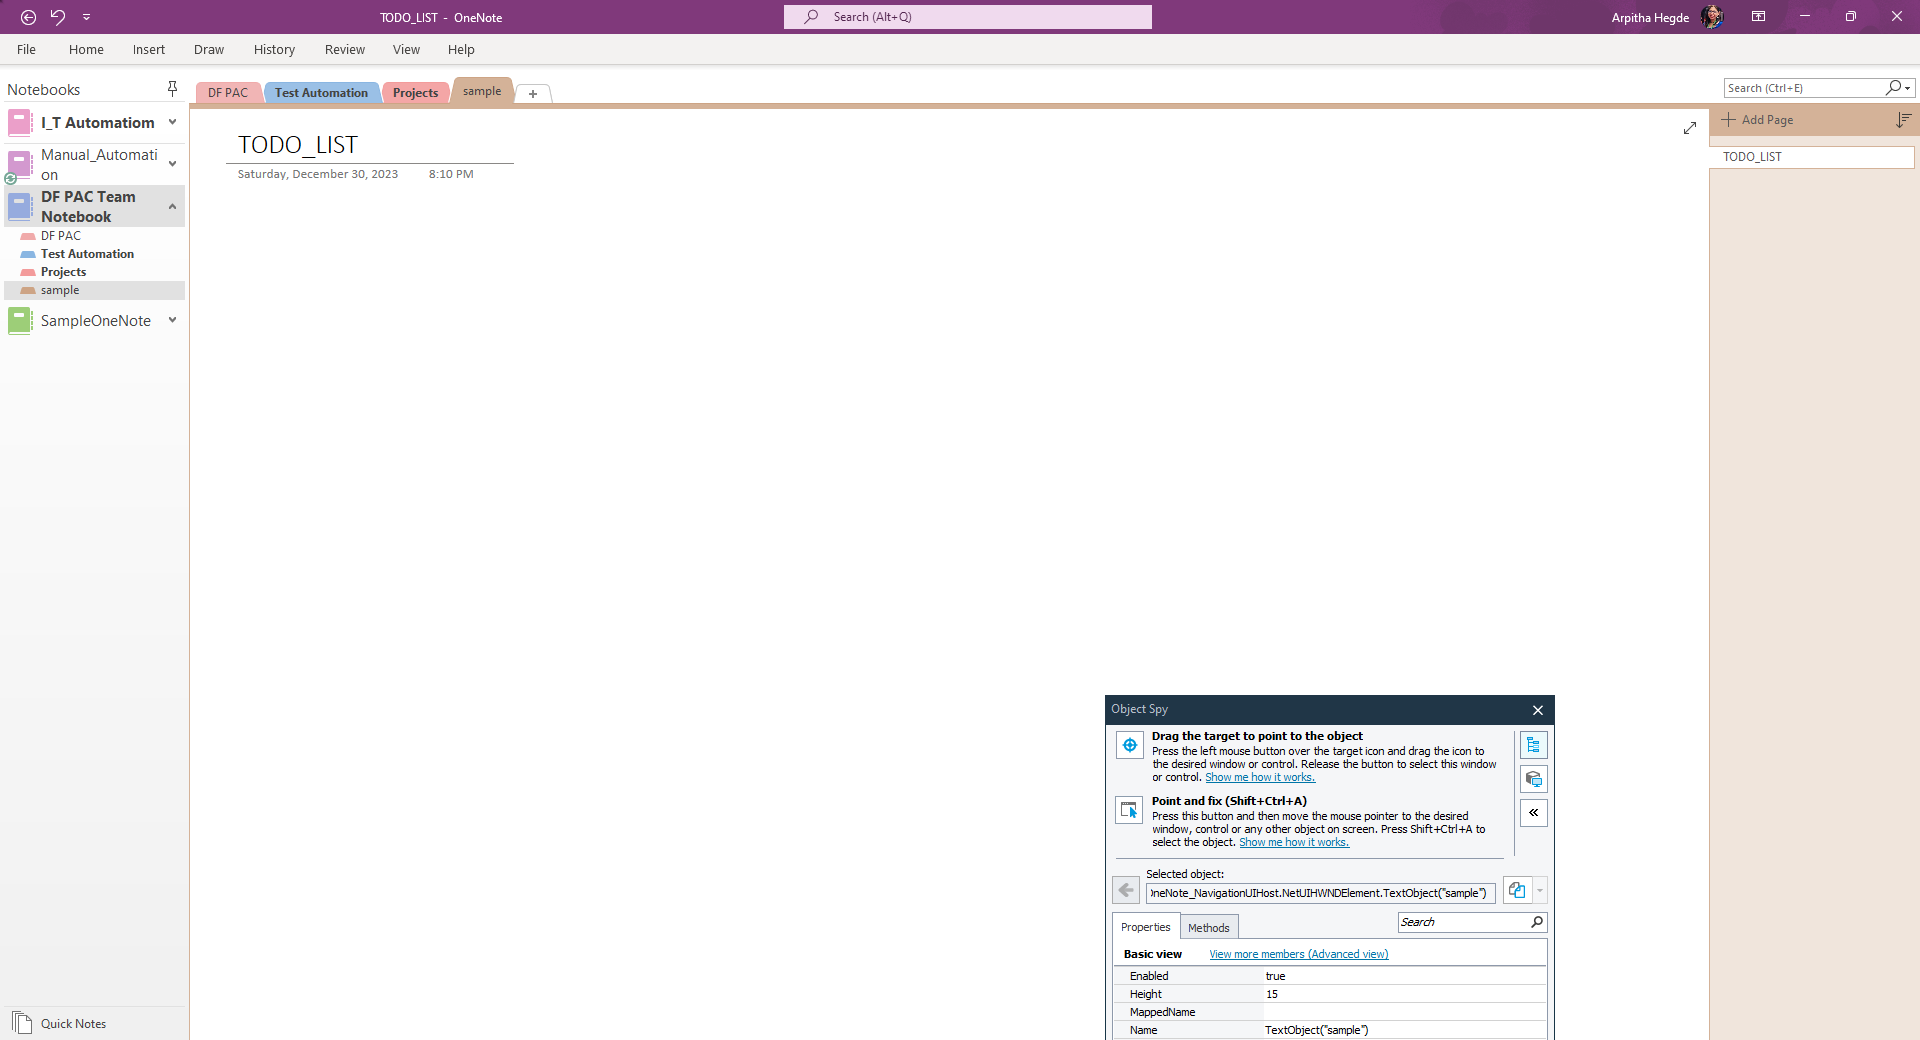 TODO_LIST - OneNote
Search (Alt+Q)
Arpitha Hegde
File Home Insert Draw History Review View Help
Notebooks
I_T Automatiom
Manual_Automati
on
DF PAC Team
Notebook
DF PAC
Test Automation
Projects
sample
SampleOneNote
Quick Notes
DF PAC Test Automation Projects sample
Search (Ctrl+E)
TODO_LIST
Saturday, December 30, 2023 8:10 PM
Add Page
TODO_LIST
Object Spy
Drag the target to point to the object
Press the left mouse button over the target icon and drag the icon to
the desired window or control. Release the button to select this window
or control. Show me how it works.
Point and fix (Shift+Ctrl+A)
Press this button and then move the mouse pointer to the desired
window, control or any other object on screen. Press Shift+Ctrl+A to
select the object. Show me how it works.
Selected object:
OneNote_NavigationUIHost.NetUIHWNDElement.TextObject("sample")
Properties Methods
Search
Basic view View more members (Advanced view)
Enabled true
Height 15
MappedName
Name TextObject("sample")